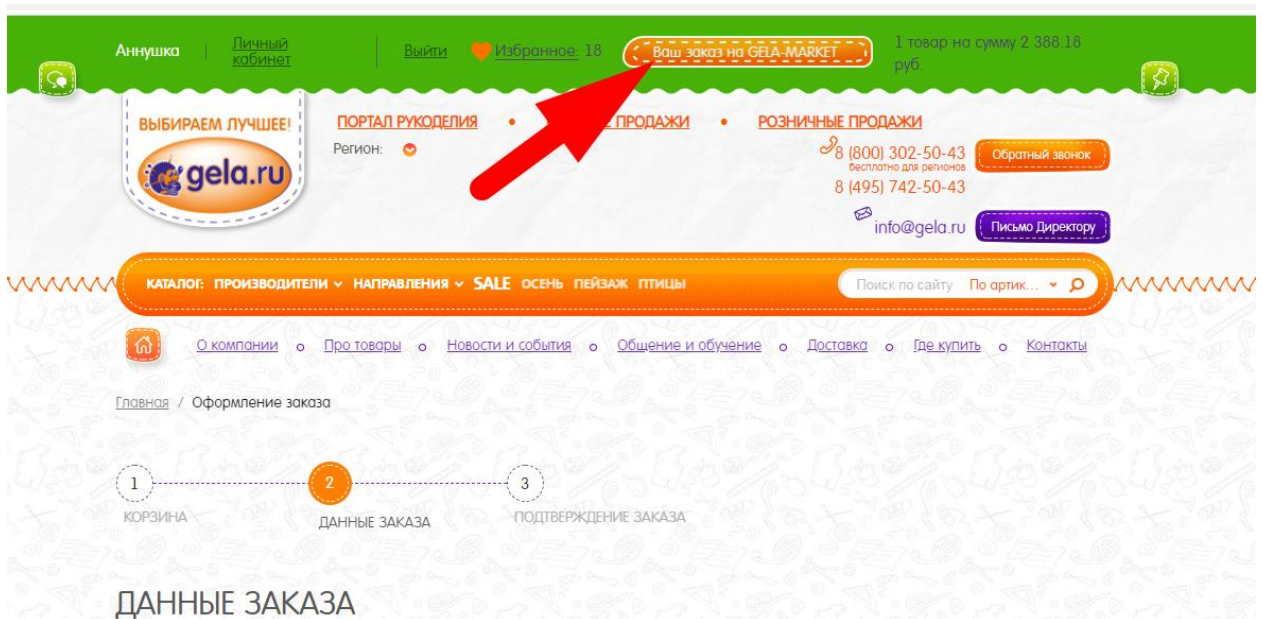 Аннушка | Личный кабинет | Выйти Избранное: 18 Ваш заказ на GELA-MARKET 1 товар на сумму 2 388.18 руб.
ВЫБИРАЕМ ЛУЧШЕЕ!
gela.ru
ПОРТАЛ РУКОДЕЛИЯ • ПРОДАЖИ • РОЗНИЧНЫЕ ПРОДАЖИ
Регион:
8 (800) 302-50-43 Обратный звонок
бесплатно для регионов
8 (495) 742-50-43
info@gela.ru Письмо Директору
КАТАЛОГ: ПРОИЗВОДИТЕЛИ НАПРАВЛЕНИЯ SALE ОСЕНЬ ПЕЙЗАЖ ПТИЦЫ Поиск по сайту По артик...
О компании Про товары Новости и события Общение и обучение Доставка Где купить Контакты
Главная / Оформление заказа
1 2 3
КОРЗИНА ДАННЫЕ ЗАКАЗА ПОДТВЕРЖДЕНИЕ ЗАКАЗА
ДАННЫЕ ЗАКАЗА